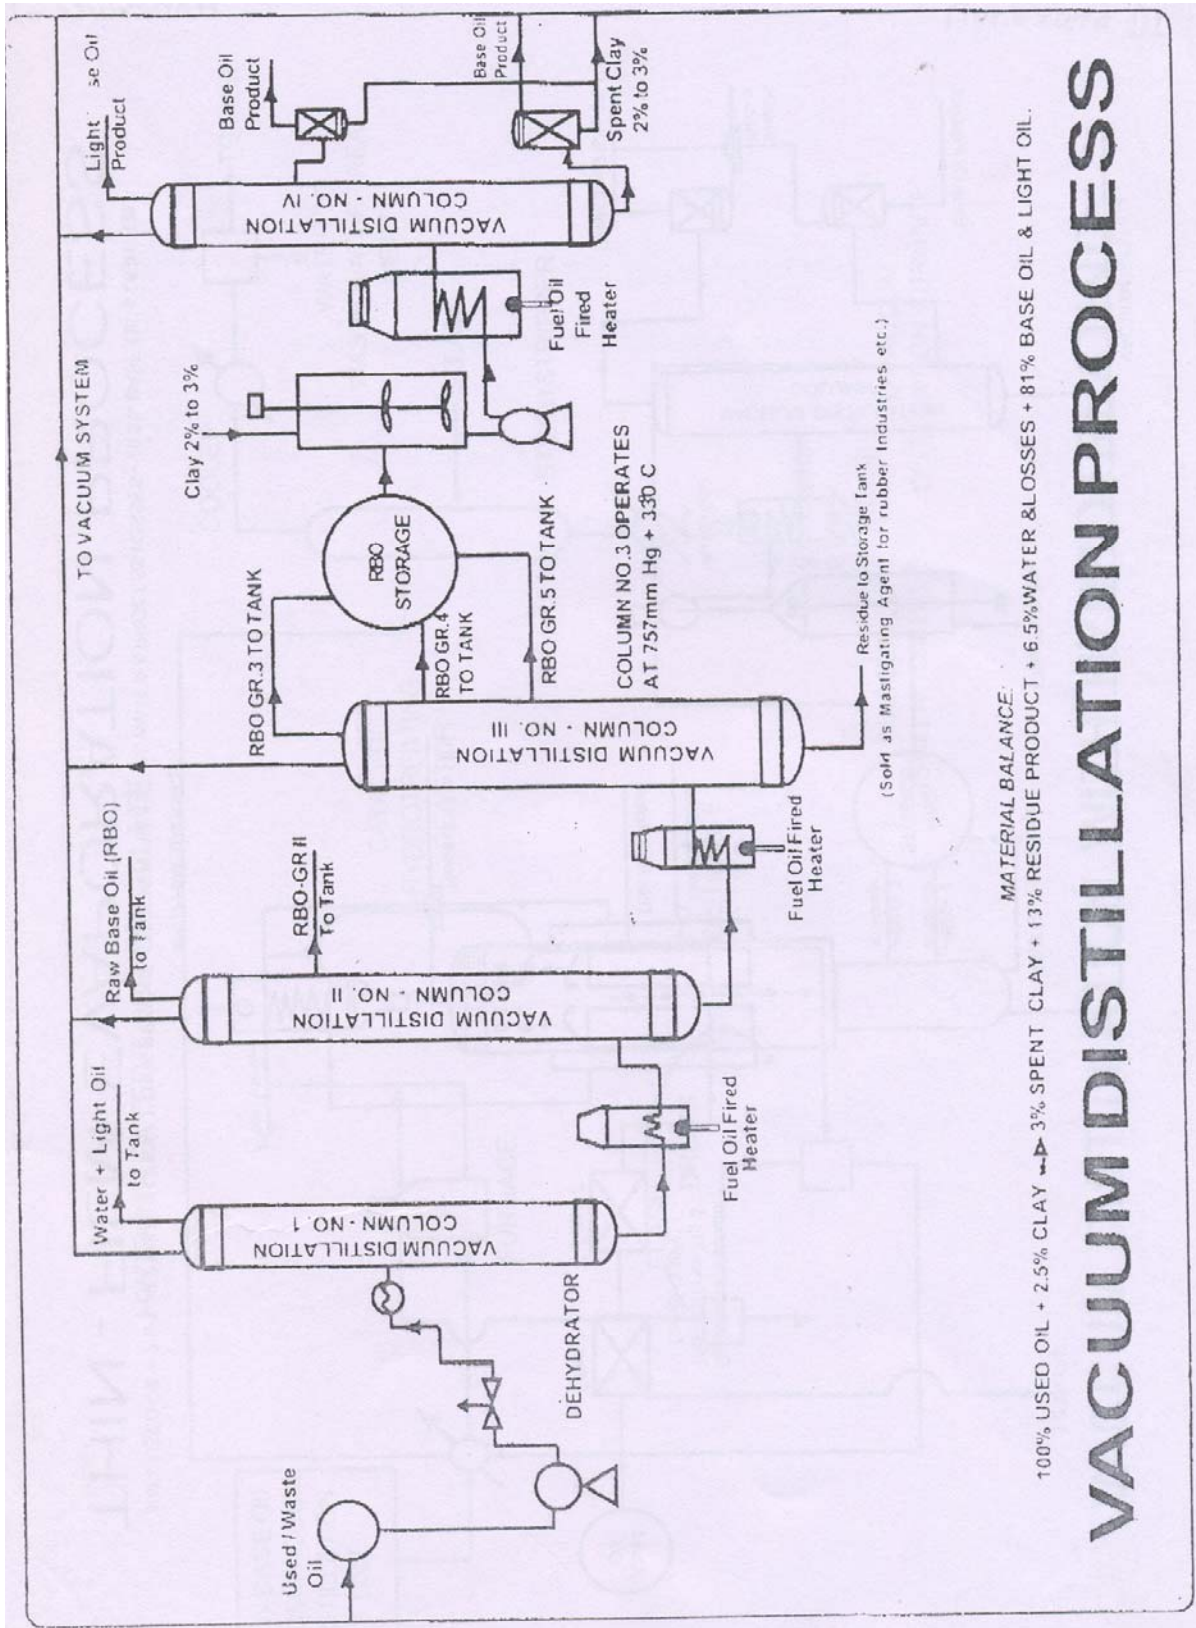 TO VACUUM SYSTEM
Used / Waste
Oil
DEHYDRATOR
VACUUM DISTILLATION
COLUMN - NO. 1
Water + Light Oil
to Tank
Fuel Oil Fired
Heater
VACUUM DISTILLATION
COLUMN - NO. II
Raw Base Oil (RBO)
to Tank
RBO-GR II
To Tank
Fuel Oil Fired
Heater
VACUUM DISTILLATION
COLUMN - NO. III
RBO GR.3 TO TANK
RBO GR.4
TO TANK
RBO GR.5 TO TANK
COLUMN NO.3 OPERATES
AT 757mm Hg + 330 C
Residue to Storage Tank
(Sold as Mastigating Agent for rubber Industries etc.)
RBO
STORAGE
Clay 2% to 3%
Fuel Oil
Fired
Heater
VACUUM DISTILLATION
COLUMN - NO. IV
Light se Oil
Product
Base Oil
Product
Base Oil
Product
Spent Clay
2% to 3%
MATERIAL BALANCE:
100% USED OIL + 2.5% CLAY → 3% SPENT CLAY + 13% RESIDUE PRODUCT + 6.5% WATER & LOSSES + 81% BASE OIL & LIGHT OIL.
VACUUM DISTILLATION PROCESS